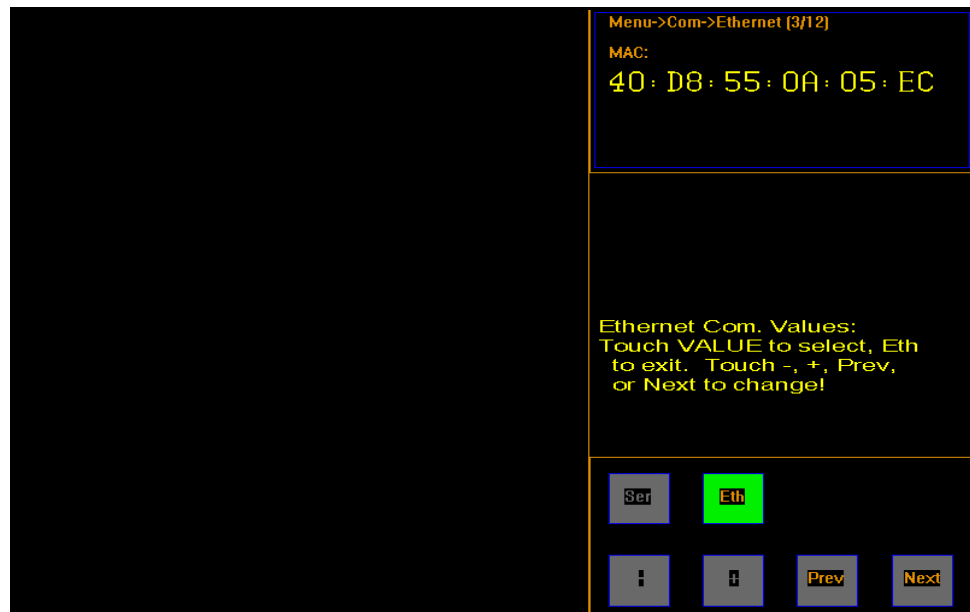 Menu->Com->Ethernet (3/12)
MAC:
40:D8:55:0A:05:EC
Ethernet Com. Values:
Touch VALUE to select, Eth
to exit. Touch -, +, Prev,
or Next to change!
Ser Eth
- + Prev Next